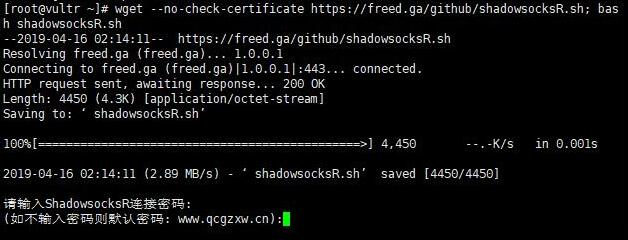 [root@vultr ~]# wget --no-check-certificate https://freed.ga/github/shadowsocksR.sh; bas
h shadowsocksR.sh
--2019-04-16 02:14:11--  https://freed.ga/github/shadowsocksR.sh
Resolving freed.ga (freed.ga)... 1.0.0.1
Connecting to freed.ga (freed.ga)|1.0.0.1|:443... connected.
HTTP request sent, awaiting response... 200 OK
Length: 4450 (4.3K) [application/octet-stream]
Saving to: ‘ shadowsocksR.sh’
100%[==============================================>] 4,450       --.-K/s   in 0.001s
2019-04-16 02:14:11 (2.89 MB/s) - ‘ shadowsocksR.sh’ saved [4450/4450]
请输入ShadowsocksR连接密码:
(如不输入密码则默认密码: www.qcgzxw.cn):